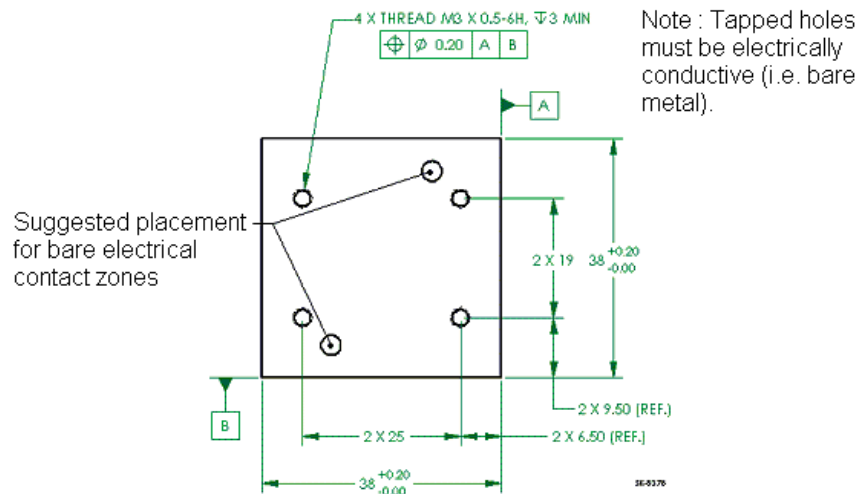 4 X THREAD M3 X 0.5-6H, ↧3 MIN
⌖ ⌀ 0.20 A B
Note : Tapped holes
must be electrically
conductive (i.e. bare
metal).
A
Suggested placement
for bare electrical
contact zones
2 X 19
38 +0.20
-0.00
B
2 X 9.50 (REF.)
2 X 25
2 X 6.50 (REF.)
38 +0.20
-0.00